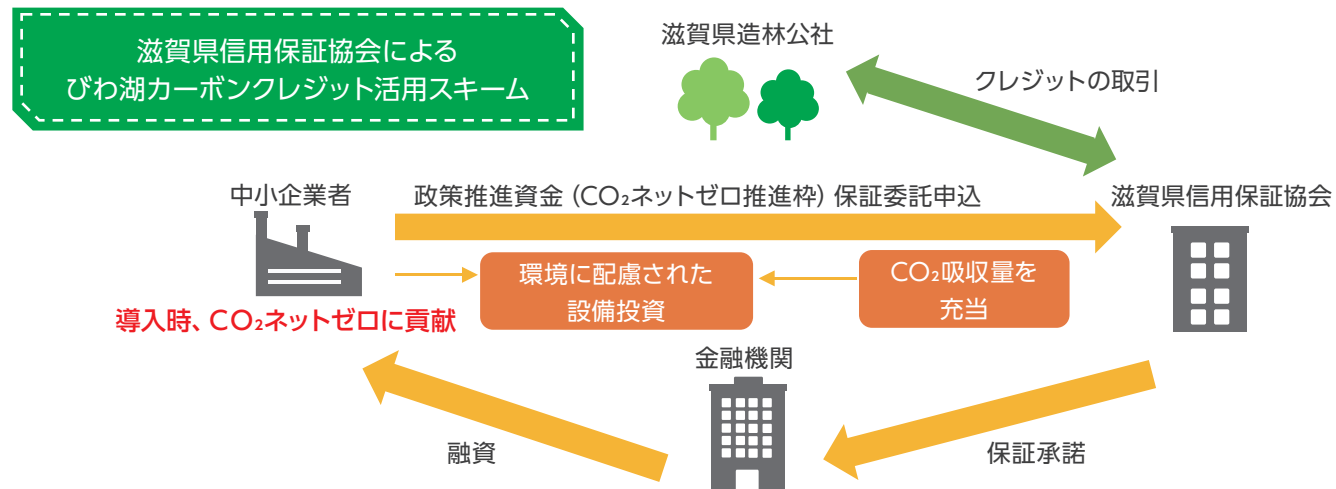 滋賀県信用保証協会による
びわ湖カーボンクレジット活用スキーム
滋賀県造林公社
クレジットの取引
中小企業者
政策推進資金（CO₂ネットゼロ推進枠）保証委託申込
滋賀県信用保証協会
環境に配慮された
設備投資
CO₂吸収量を
充当
導入時、CO₂ネットゼロに貢献
金融機関
融資
保証承諾